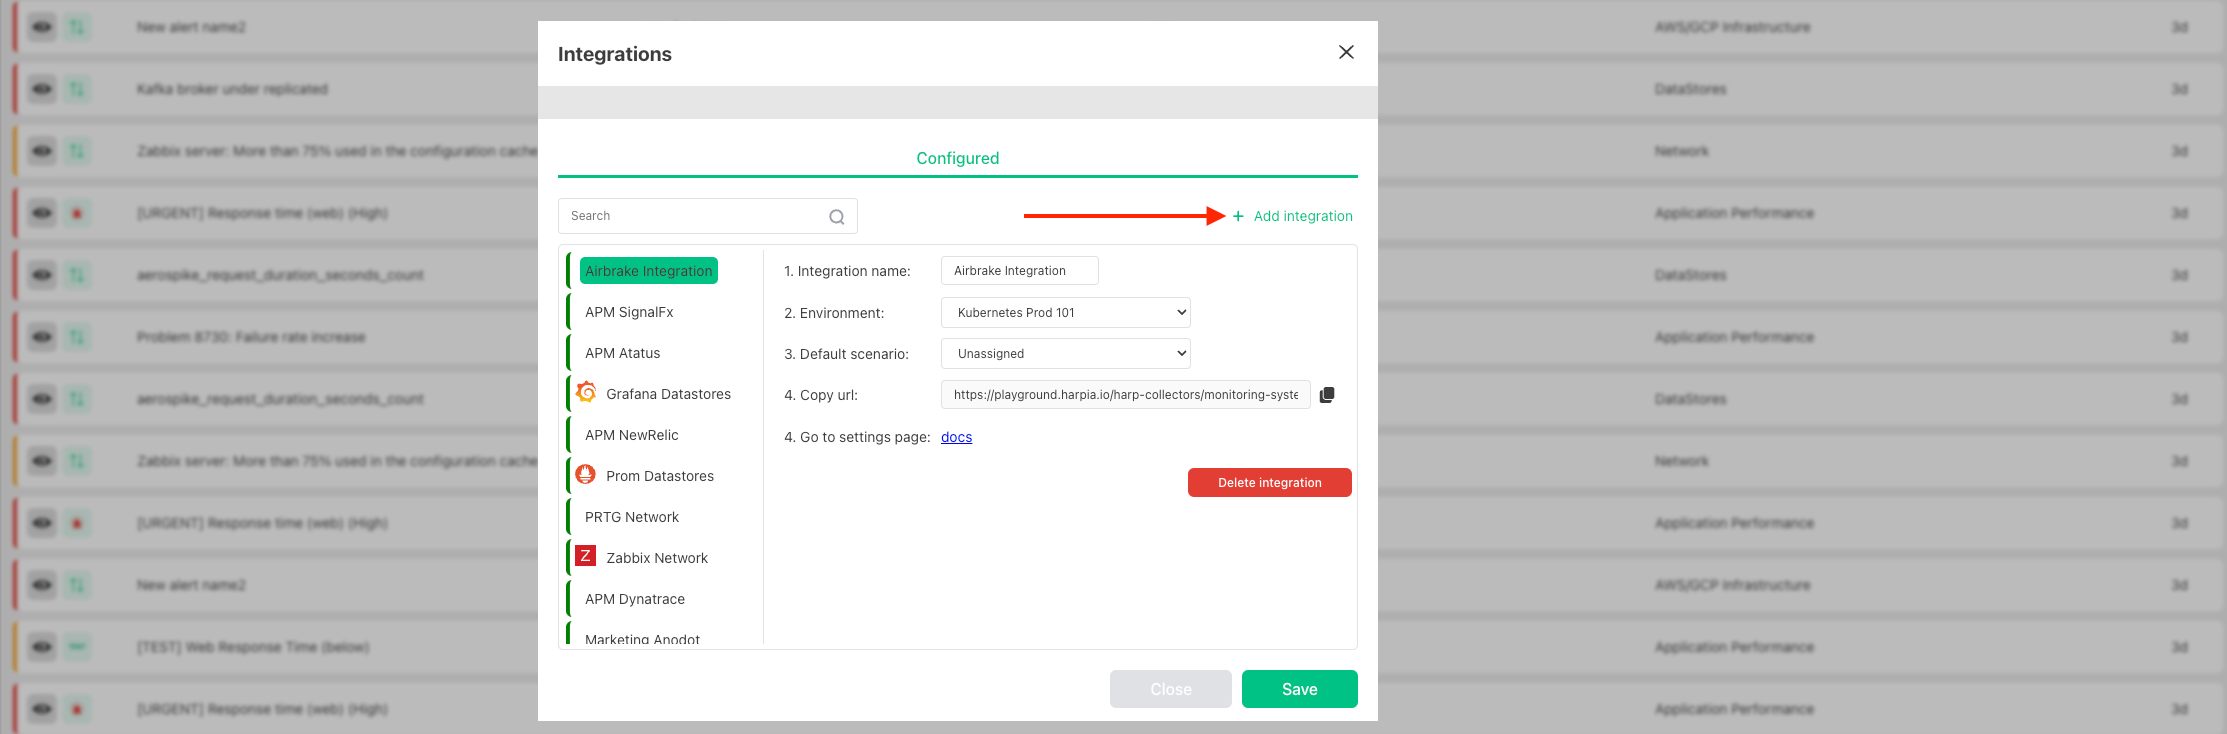 New alert name2
AWS/GCP Infrastructure
3d
Kafka broker under replicated
DataStores
3d
Zabbix server: More than 75% used in the configuration cache
Network
3d
[URGENT] Response time (web) (High)
Application Performance
3d
aerospike_request_duration_seconds_count
DataStores
3d
Problem 8730: Failure rate increase
Application Performance
3d
aerospike_request_duration_seconds_count
DataStores
3d
Zabbix server: More than 75% used in the configuration cache
Network
3d
[URGENT] Response time (web) (High)
Application Performance
3d
New alert name2
AWS/GCP Infrastructure
3d
[TEST] Web Response Time (below)
Application Performance
3d
[URGENT] Response time (web) (High)
Application Performance
3d
Integrations
Configured
Search
+ Add integration
Airbrake Integration
APM SignalFx
APM Atatus
Grafana Datastores
APM NewRelic
Prom Datastores
PRTG Network
Z Zabbix Network
APM Dynatrace
Marketing Anodot
1. Integration name: Airbrake Integration
2. Environment: Kubernetes Prod 101
3. Default scenario: Unassigned
4. Copy url: https://playground.harpia.io/harp-collectors/monitoring-syste
4. Go to settings page: docs
Delete integration
Close
Save